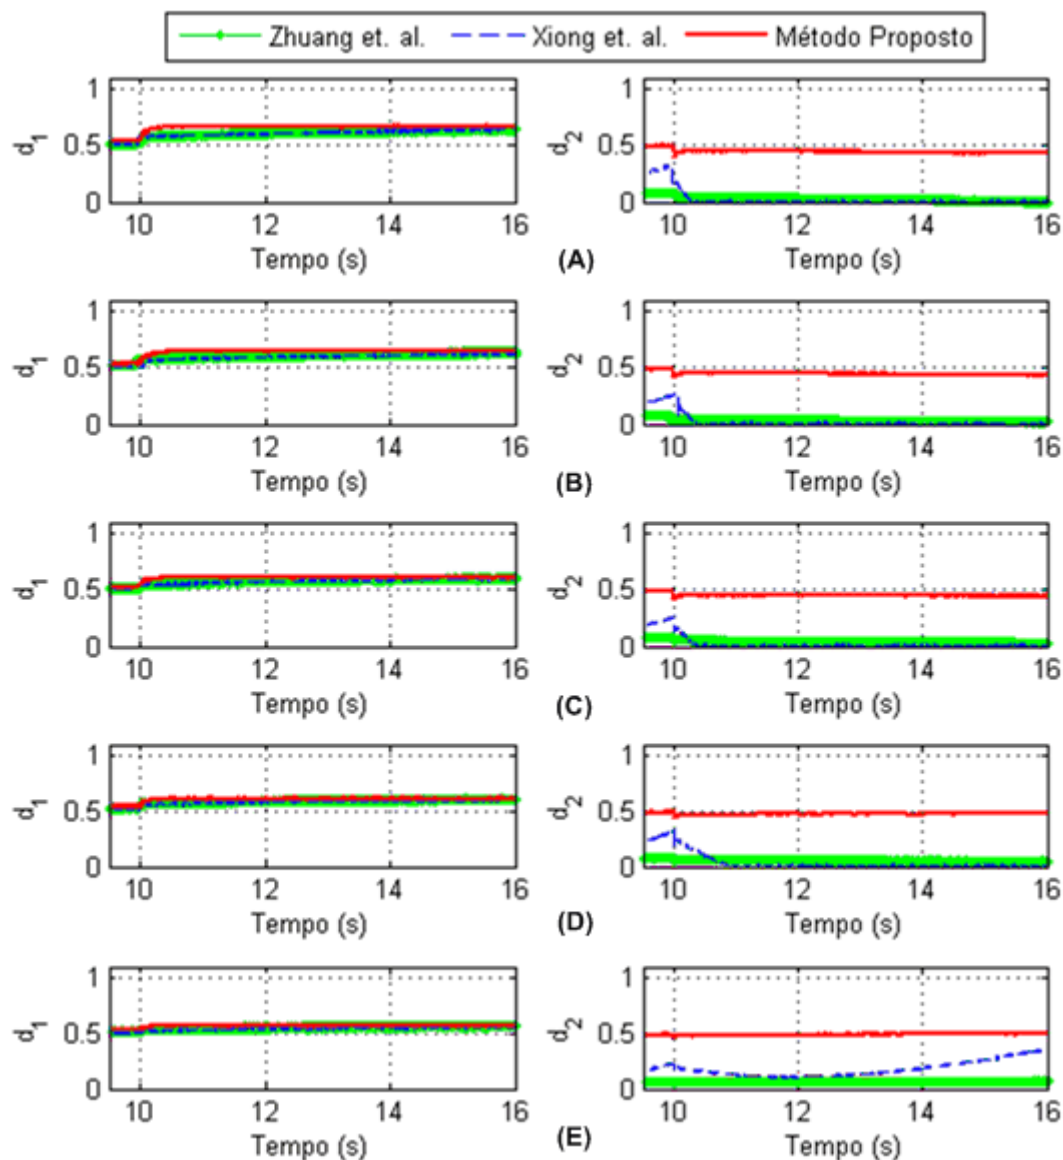 Zhuang et. al. Xiong et. al. Método Proposto
1 1
d1 0.5 d2 0.5
0 0
10 12 14 16 10 12 14 16
Tempo (s) (A) Tempo (s)
1 1
d1 0.5 d2 0.5
0 0
10 12 14 16 10 12 14 16
Tempo (s) (B) Tempo (s)
1 1
d1 0.5 d2 0.5
0 0
10 12 14 16 10 12 14 16
Tempo (s) (C) Tempo (s)
1 1
d1 0.5 d2 0.5
0 0
10 12 14 16 10 12 14 16
Tempo (s) (D) Tempo (s)
1 1
d1 0.5 d2 0.5
0 0
10 12 14 16 10 12 14 16
Tempo (s) (E) Tempo (s)